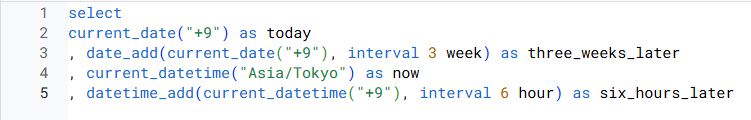 1 select
2 current_date("+9") as today
3 , date_add(current_date("+9"), interval 3 week) as three_weeks_later
4 , current_datetime("Asia/Tokyo") as now
5 , datetime_add(current_datetime("+9"), interval 6 hour) as six_hours_later